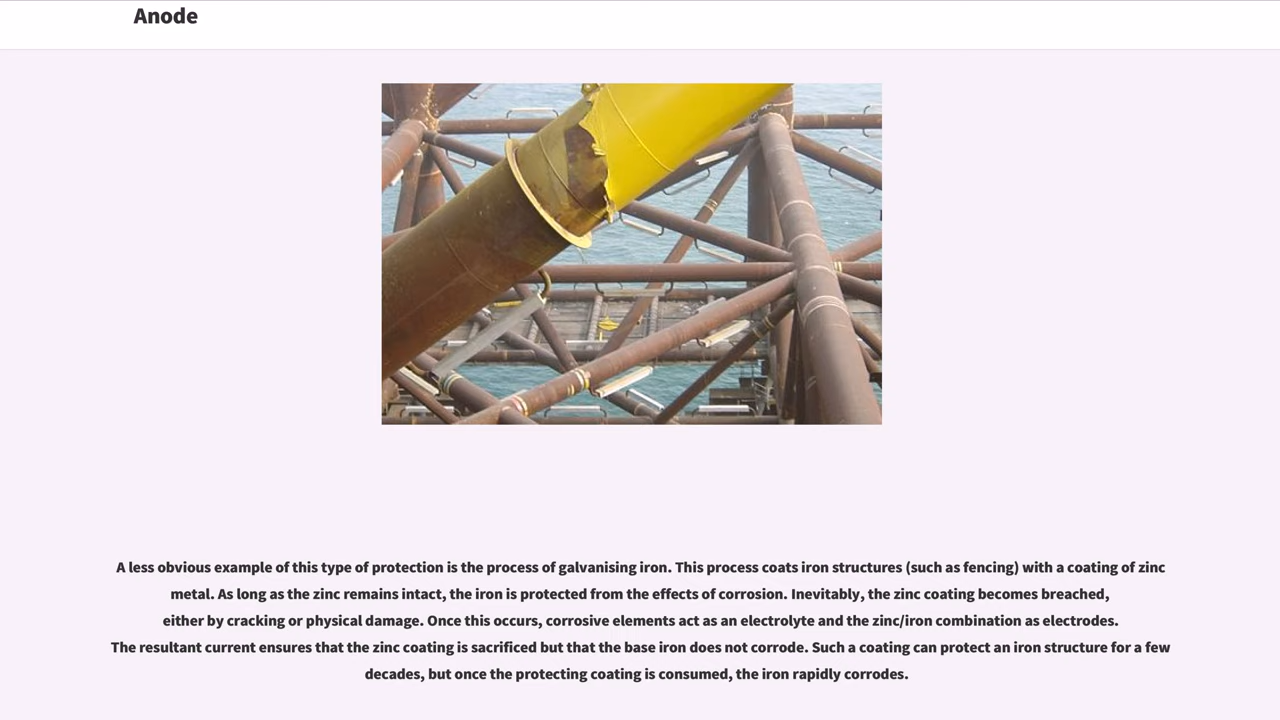 Anode
A less obvious example of this type of protection is the process of galvanising iron. This process coats iron structures (such as fencing) with a coating of zinc
metal. As long as the zinc remains intact, the iron is protected from the effects of corrosion. Inevitably, the zinc coating becomes breached,
either by cracking or physical damage. Once this occurs, corrosive elements act as an electrolyte and the zinc/iron combination as electrodes.
The resultant current ensures that the zinc coating is sacrificed but that the base iron does not corrode. Such a coating can protect an iron structure for a few
decades, but once the protecting coating is consumed, the iron rapidly corrodes.